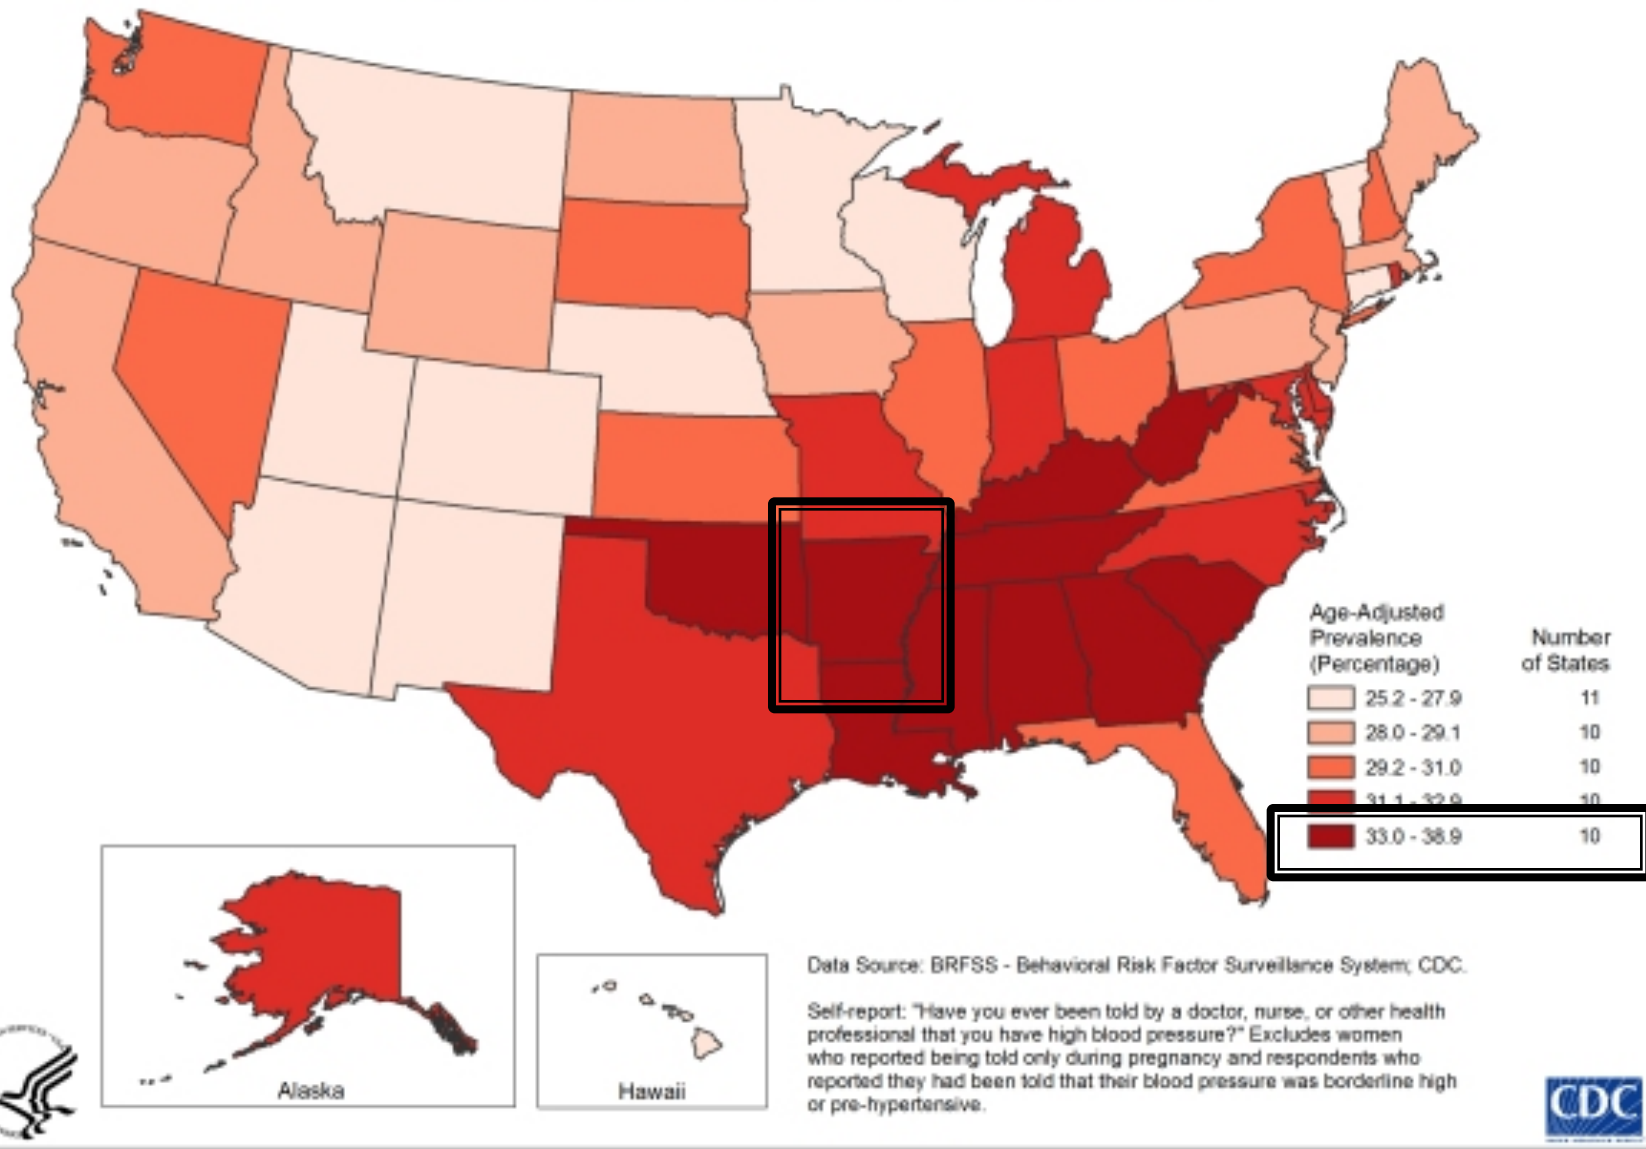 Age-Adjusted
Prevalence
(Percentage)
Number
of States
25.2 - 27.9 11
28.0 - 29.1 10
29.2 - 31.0 10
31.1 - 32.9 10
33.0 - 38.9 10
Alaska
Hawaii
Data Source: BRFSS - Behavioral Risk Factor Surveillance System; CDC.
Self-report: "Have you ever been told by a doctor, nurse, or other health
professional that you have high blood pressure?" Excludes women
who reported being told only during pregnancy and respondents who
reported they had been told that their blood pressure was borderline high
or pre-hypertensive.
CDC